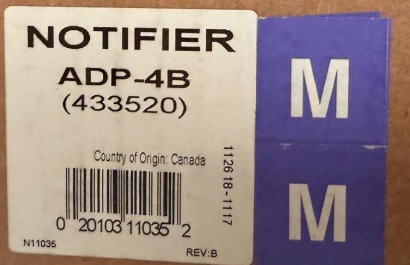 NOTIFIER
ADP-4B
(433520)
Country of Origin: Canada
112618-1117
0 20103 11035 2
N11035
REV:B
M
M